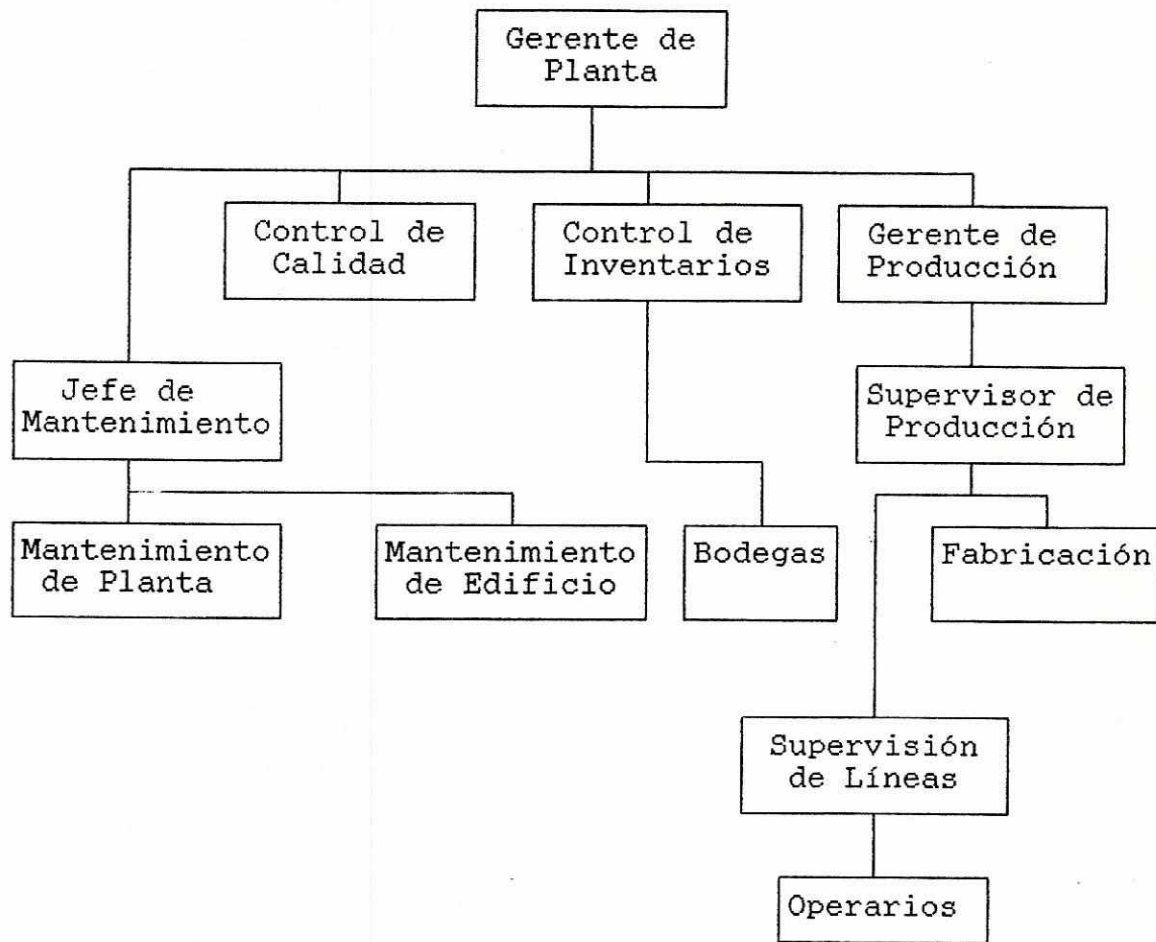 Gerente de
Planta
Control de
Calidad
Control de
Inventarios
Gerente de
Producción
Jefe de
Mantenimiento
Supervisor de
Producción
Mantenimiento
de Planta
Mantenimiento
de Edificio
Bodegas
Fabricación
Supervisión
de Líneas
Operarios